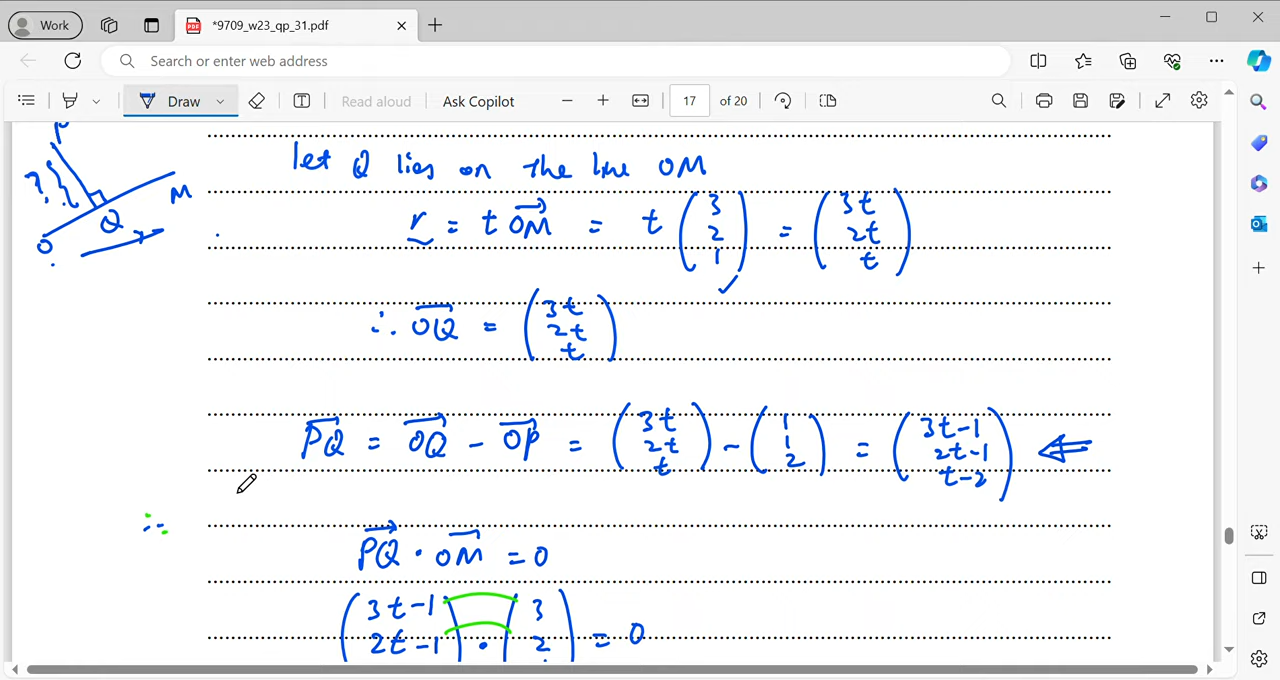 Work
*9709_w23_qp_31.pdf
Search or enter web address
Draw
Read aloud
Ask Copilot
17 of 20
P
?
Q
M
O
let Q lies on the line OM
r = t OM = t (3 2 1) = (3t 2t t)
∴ OQ = (3t 2t t)
PQ = OQ - OP = (3t 2t t) - (1 1 2) = (3t-1 2t-1 t-2) ⇐
∴
PQ · OM = 0
(3t-1 2t-1) · (3 2) = 0